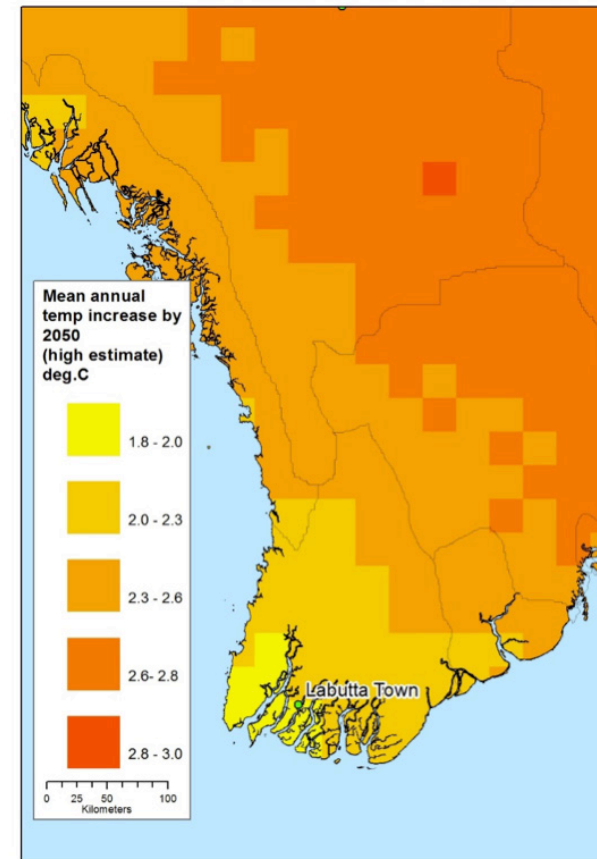 Mean annual
temp increase by
2050
(high estimate)
deg.C
1.8 - 2.0
2.0 - 2.3
2.3 - 2.6
2.6- 2.8
2.8 - 3.0
0 25 50 100
Kilometers
Labutta Town